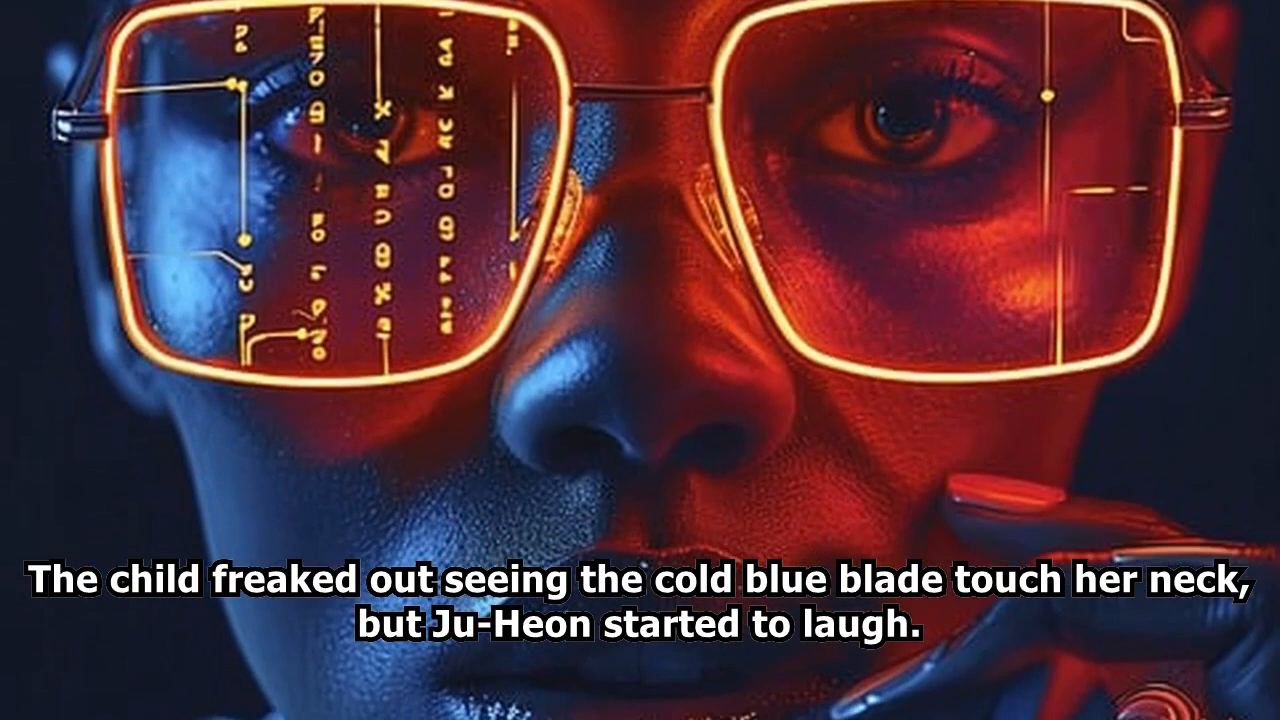 The child freaked out seeing the cold blue blade touch her neck,
but Ju-Heon started to laugh.